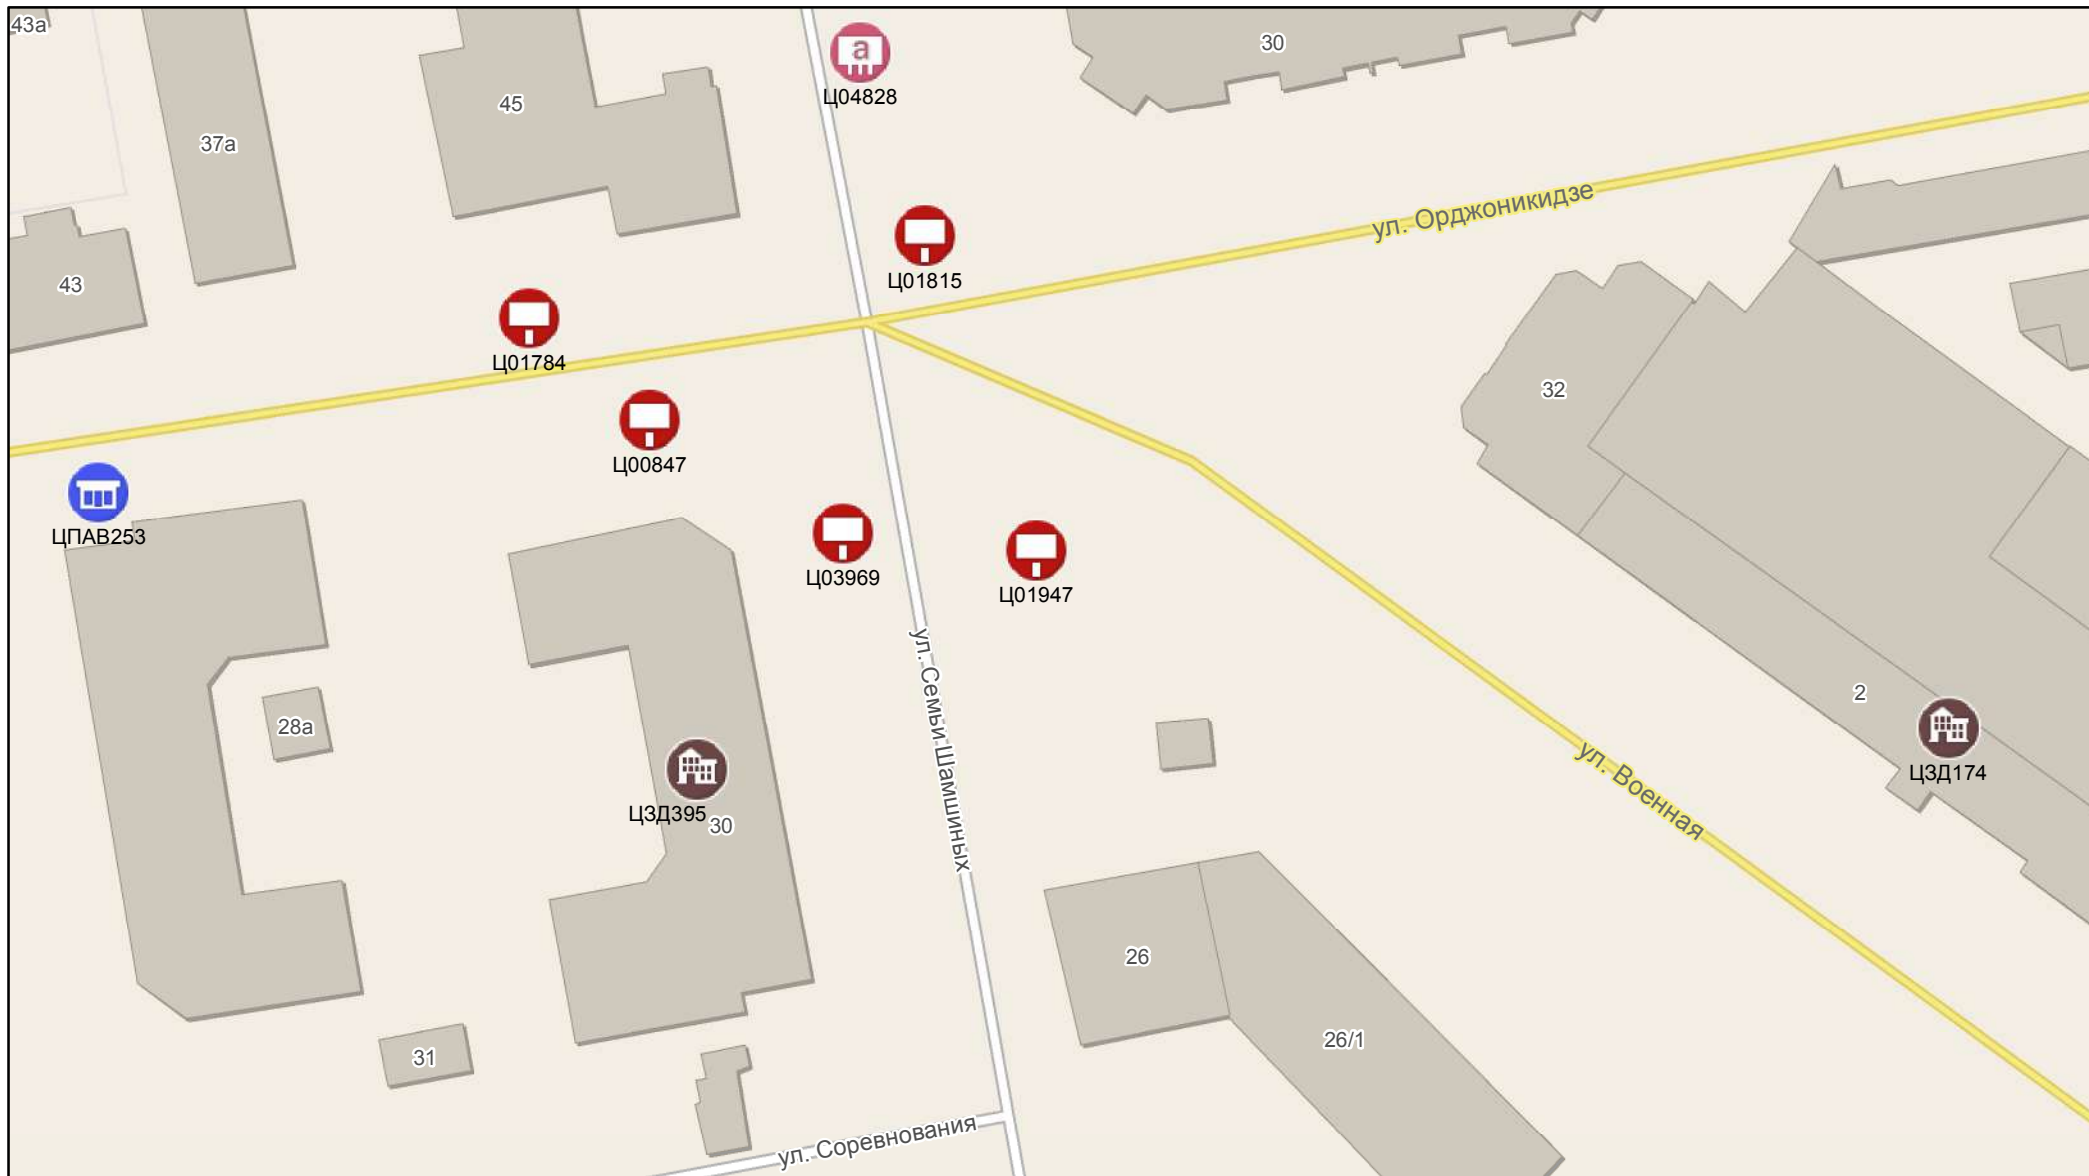 43а
30
а
Ц04828
45
37а
ул. Орджоникидзе
Ц01815
43
Ц01784
32
Ц00847
ЦПАВ253
Ц03969
Ц01947
ул. Семьи Шамшиных
2
28а
ЦЗД174
ул. Военная
ЦЗД395
30
26
26/1
31
ул. Соревнования